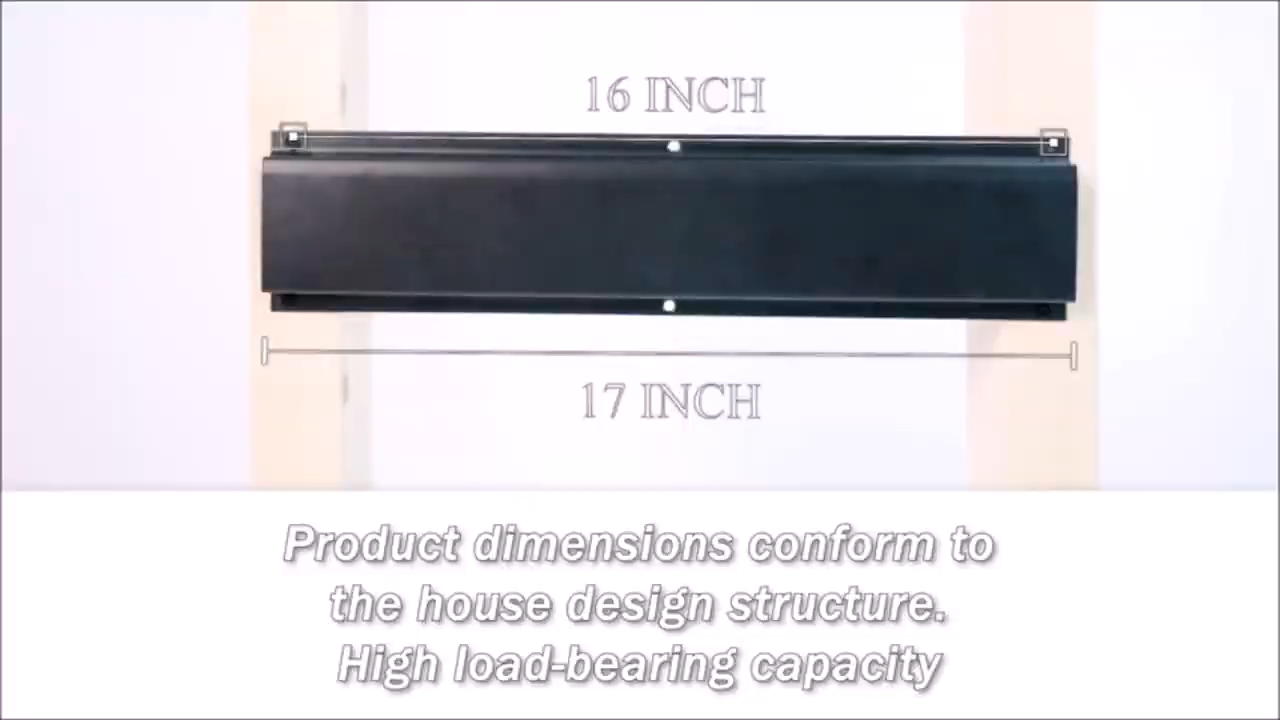 16 INCH
17 INCH
Product dimensions conform to
the house design structure.
High load-bearing capacity